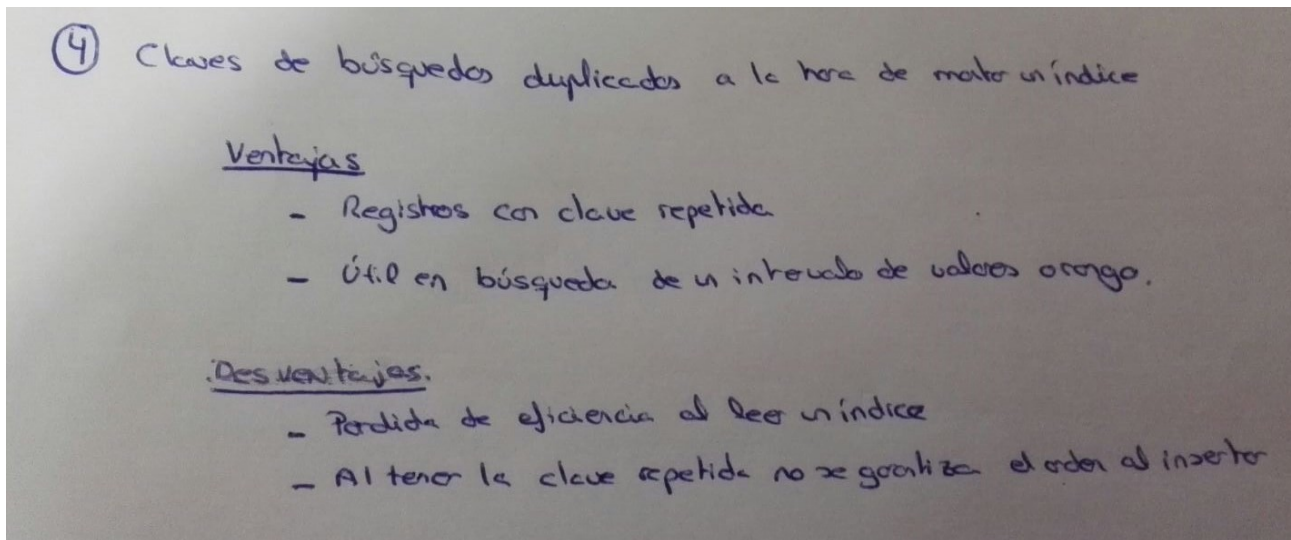 4 Claves de búsquedas duplicadas a la hora de montar un índice
Ventajas
- Registros con clave repetida
- Útil en búsqueda de un intervalo de valores o rango.
Desventajas.
- Perdida de eficiencia al leer un índice
- Al tener la clave repetida no se garantiza el orden al insertar